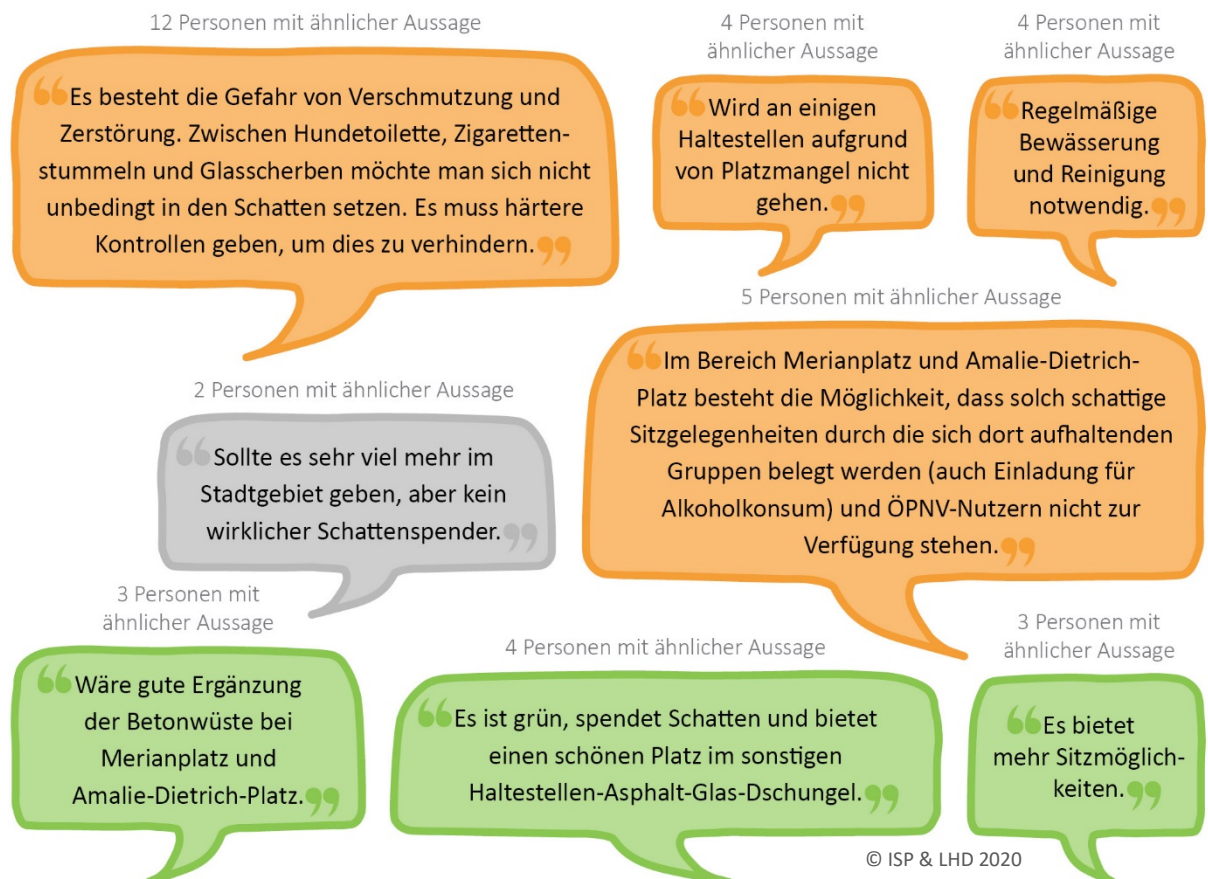 12 Personen mit ähnlicher Aussage
„Es besteht die Gefahr von Verschmutzung und
Zerstörung. Zwischen Hundetoilette, Zigaretten-
stummeln und Glasscherben möchte man sich nicht
unbedingt in den Schatten setzen. Es muss härtere
Kontrollen geben, um dies zu verhindern.”
4 Personen mit
ähnlicher Aussage
“Wird an einigen
Haltestellen aufgrund
von Platzmangel nicht
gehen.”
4 Personen mit
ähnlicher Aussage
“Regelmäßige
Bewässerung
und Reinigung
notwendig.”
5 Personen mit ähnlicher Aussage
“Im Bereich Merianplatz und Amalie-Dietrich-
Platz besteht die Möglichkeit, dass solch schattige
Sitzgelegenheiten durch die sich dort aufhaltenden
Gruppen belegt werden (auch Einladung für
Alkoholkonsum) und ÖPNV-Nutzern nicht zur
Verfügung stehen.”
2 Personen mit ähnlicher Aussage
“Sollte es sehr viel mehr im
Stadtgebiet geben, aber kein
wirklicher Schattenspender.”
3 Personen mit
ähnlicher Aussage
“Wäre gute Ergänzung
der Betonwüste bei
Merianplatz und
Amalie-Dietrich-Platz.”
4 Personen mit ähnlicher Aussage
“Es ist grün, spendet Schatten und bietet
einen schönen Platz im sonstigen
Haltestellen-Asphalt-Glas-Dschungel.”
3 Personen mit
ähnlicher Aussage
“Es bietet
mehr Sitzmöglich-
keiten.”
© ISP & LHD 2020